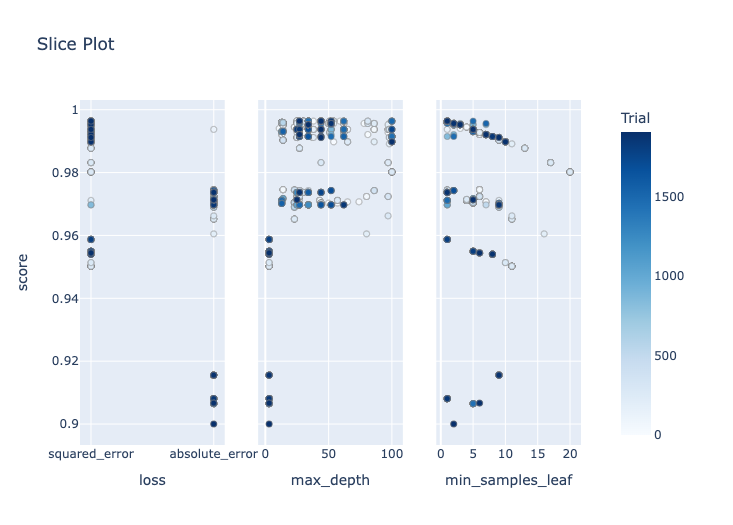 Slice Plot
Trial
1
0.98
0.96
0.94
0.92
0.9
score
squared_error
absolute_error
loss
0
50
100
max_depth
0
5
10
15
20
min_samples_leaf
1500
1000
500
0